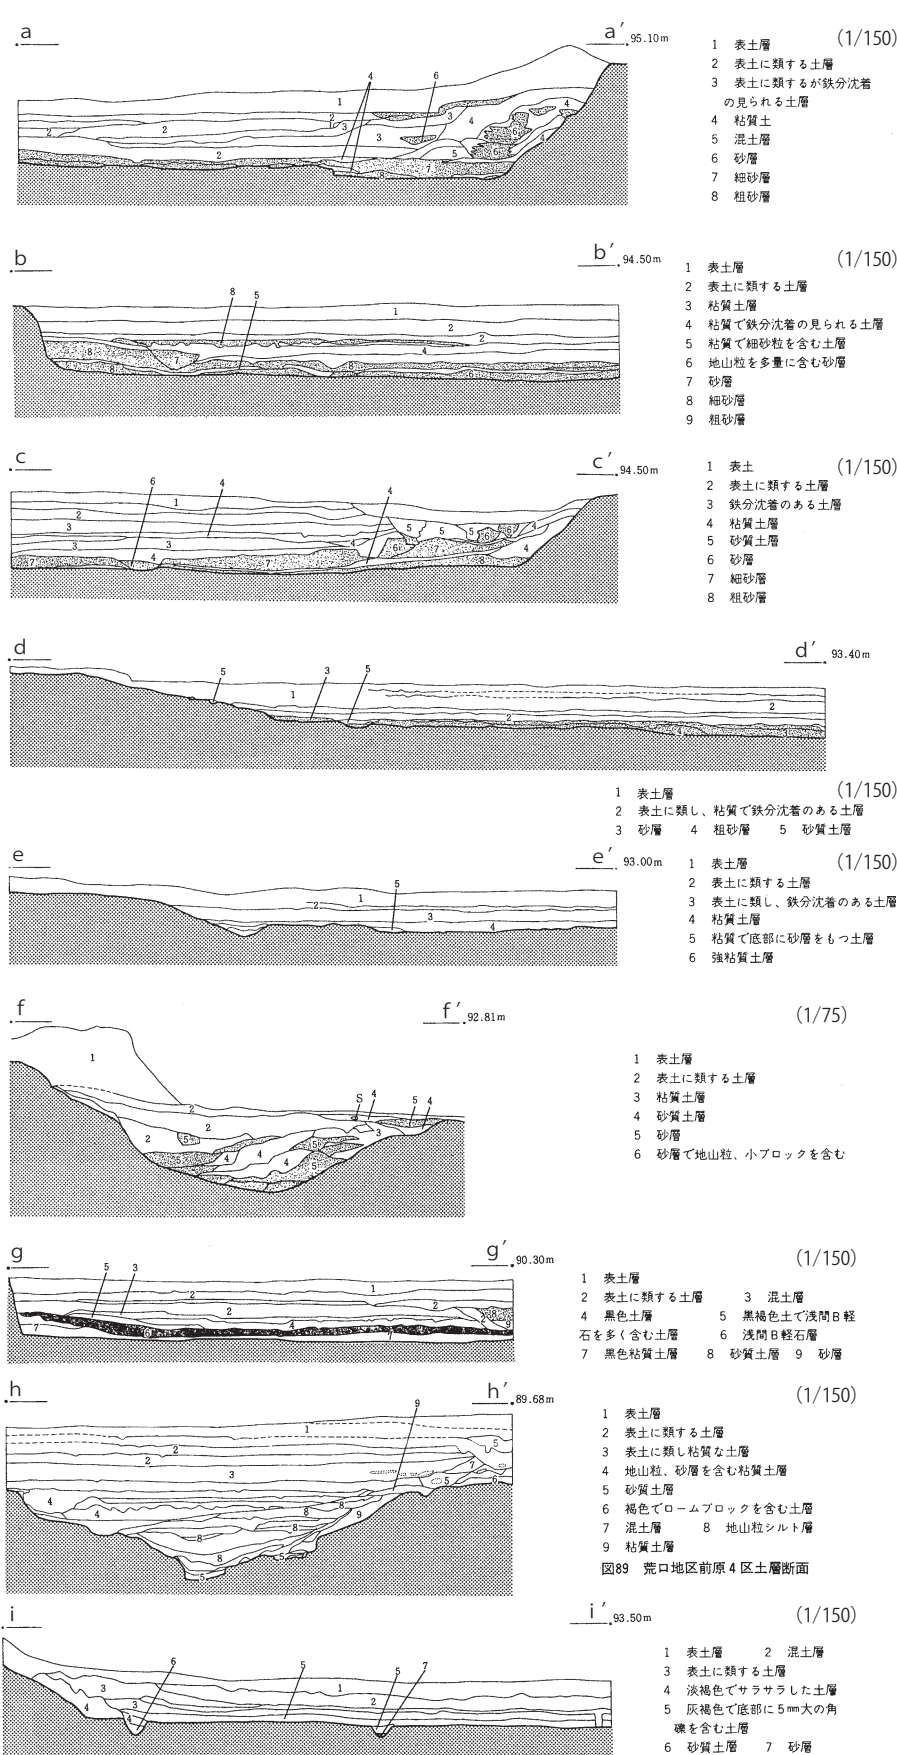 a
a′ 95.10m
(1/150)
1 表土層
2 表土に類する土層
3 表土に類するが鉄分沈着
の見られる土層
4 粘質土
5 混土層
6 砂層
7 細砂層
8 粗砂層
b
b′ 94.50m
(1/150)
1 表土層
2 表土に類する土層
3 粘質土層
4 粘質で鉄分沈着の見られる土層
5 粘質で細砂粒を含む土層
6 地山粒を多量に含む砂層
7 砂層
8 細砂層
9 粗砂層
c
c′ 94.50m
(1/150)
1 表土
2 表土に類する土層
3 鉄分沈着のある土層
4 粘質土層
5 砂質土層
6 砂層
7 細砂層
8 粗砂層
d
d′ 93.40m
(1/150)
1 表土層
2 表土に類し、粘質で鉄分沈着のある土層
3 砂層 4 粗砂層 5 砂質土層
e
e′ 93.00m
(1/150)
1 表土層
2 表土に類する土層
3 表土に類し、鉄分沈着のある土層
4 粘質土層
5 粘質で底部に砂層をもつ土層
6 強粘質土層
f
f′ 92.81m
(1/75)
1 表土層
2 表土に類する土層
3 粘質土層
4 砂質土層
5 砂層
6 砂層で地山粒、小ブロックを含む
g
g′ 90.30m
(1/150)
1 表土層
2 表土に類する土層 3 混土層
4 黒色土層 5 黒褐色土で浅間B軽
石を多く含む土層 6 浅間B軽石層
7 黒色粘質土層 8 砂質土層 9 砂層
h
h′ 89.68m
(1/150)
1 表土層
2 表土に類する土層
3 表土に類し粘質な土層
4 地山粒、砂層を含む粘質土層
5 砂質土層
6 褐色でロームブロックを含む土層
7 混土層 8 地山粒シルト層
9 粘質土層
図89 荒口地区前原4区土層断面
i
i′ 93.50m
(1/150)
1 表土層 2 混土層
3 表土に類する土層
4 淡褐色でサラサラした土層
5 灰褐色で底部に5mm大の角
礫を含む土層
6 砂質土層 7 砂層